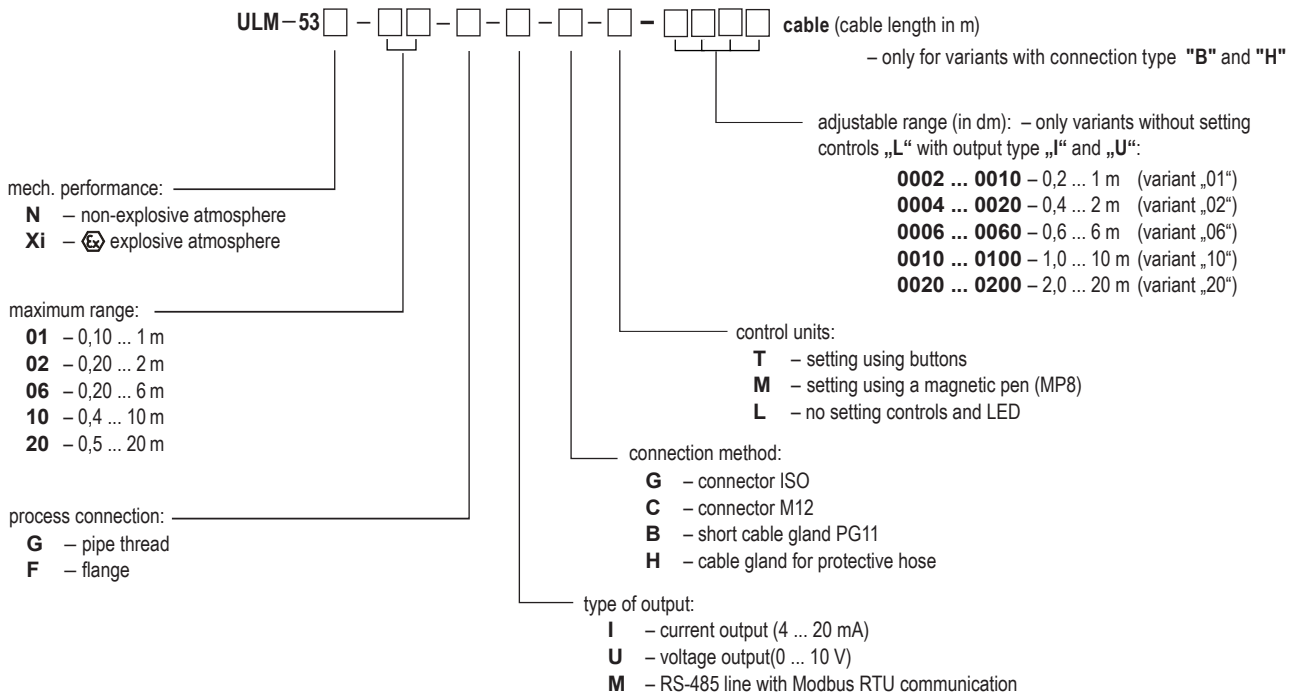 ULM – 53 – – – – – – cable (cable length in m)
– only for variants with connection type "B" and "H"
adjustable range (in dm): – only variants without setting
controls „L“ with output type „I“ and „U“:
0002 ... 0010 – 0,2 ... 1 m (variant „01“)
0004 ... 0020 – 0,4 ... 2 m (variant „02“)
0006 ... 0060 – 0,6 ... 6 m (variant „06“)
0010 ... 0100 – 1,0 ... 10 m (variant „10“)
0020 ... 0200 – 2,0 ... 20 m (variant „20“)
mech. performance:
N – non-explosive atmosphere
Xi – Ex explosive atmosphere
maximum range:
01 – 0,10 ... 1 m
02 – 0,20 ... 2 m
06 – 0,20 ... 6 m
10 – 0,4 ... 10 m
20 – 0,5 ... 20 m
control units:
T – setting using buttons
M – setting using a magnetic pen (MP8)
L – no setting controls and LED
connection method:
G – connector ISO
C – connector M12
B – short cable gland PG11
H – cable gland for protective hose
process connection:
G – pipe thread
F – flange
type of output:
I – current output (4 ... 20 mA)
U – voltage output(0 ... 10 V)
M – RS-485 line with Modbus RTU communication